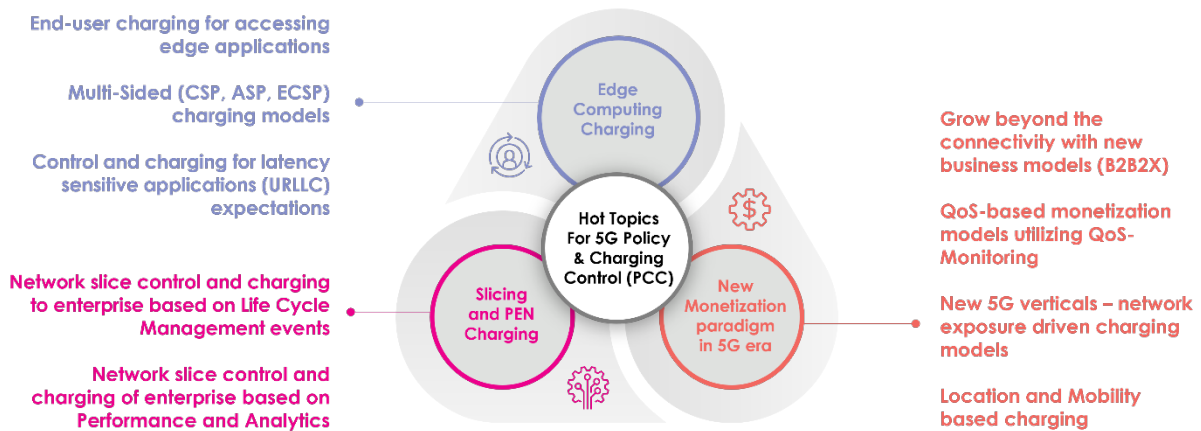 End-user charging for accessing
edge applications
Multi-Sided (CSP, ASP, ECSP)
charging models
Control and charging for latency
sensitive applications (URLLC)
expectations
Edge
Computing
Charging
Hot Topics
For 5G Policy
& Charging
Control (PCC)
Slicing
and PEN
Charging
New
Monetization
paradigm
in 5G era
Network slice control and charging
to enterprise based on Life Cycle
Management events
Network slice control and
charging of enterprise based on
Performance and Analytics
Grow beyond the
connectivity with new
business models (B2B2X)
QoS-based monetization
models utilizing QoS-
Monitoring
New 5G verticals – network
exposure driven charging
models
Location and Mobility
based charging
$